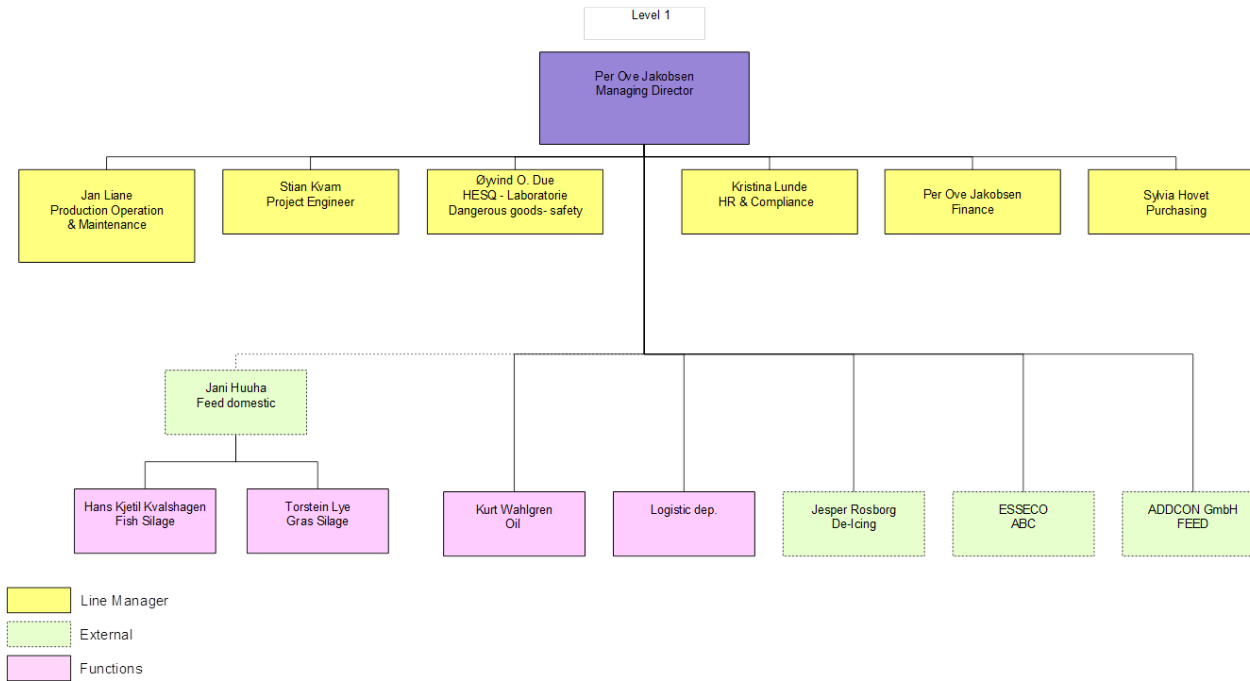 Level 1
Per Ove Jakobsen
Managing Director
Jan Liane
Production Operation
& Maintenance
Stian Kvam
Project Engineer
Øyvind O. Due
HESQ - Laboratorie
Dangerous goods- safety
Kristina Lunde
HR & Compliance
Per Ove Jakobsen
Finance
Sylvia Hovet
Purchasing
Jani Huuha
Feed domestic
Hans Kjetil Kvalshagen
Fish Silage
Torstein Lye
Gras Silage
Kurt Wahlgren
Oil
Logistic dep.
Jesper Rosborg
De-Icing
ESSECO
ABC
ADDCON GmbH
FEED
Line Manager
External
Functions